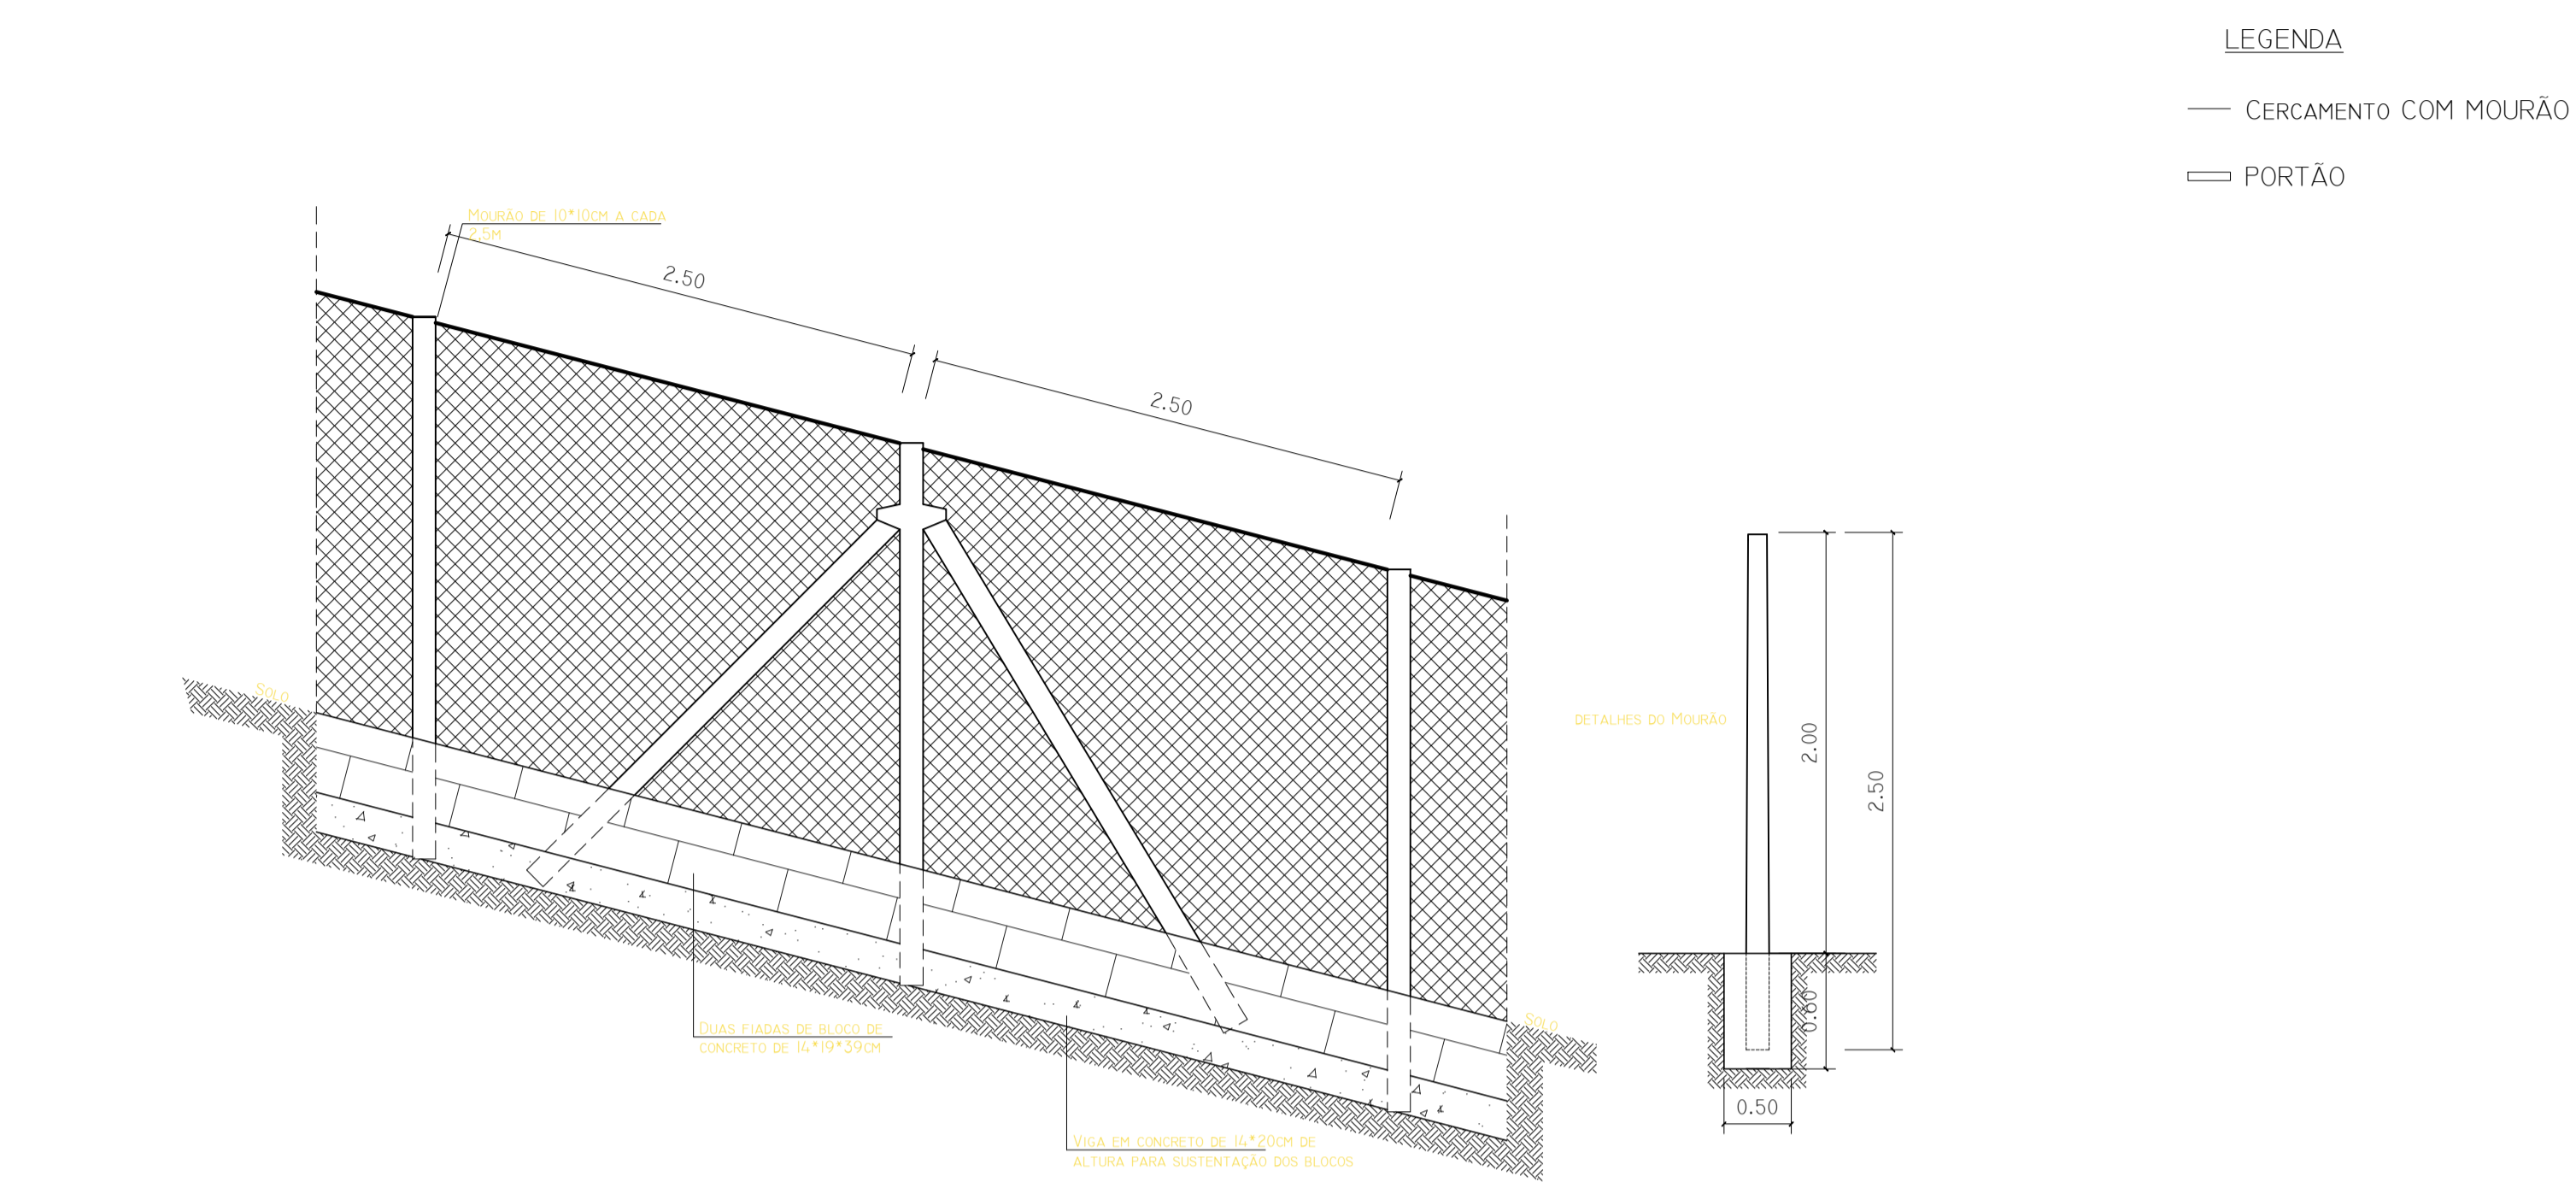 LEGENDA
CERCAMENTO COM MOURÃO
PORTÃO
MOURÃO DE 10*10CM A CADA
2,5M
2.50
2.50
SOLO
DETALHES DO MOURÃO
2.00
2.50
0.60
0.50
SOLO
DUAS FIADAS DE BLOCO DE
CONCRETO DE 14*19*39CM
VIGA EM CONCRETO DE 14*20CM DE
ALTURA PARA SUSTENTAÇÃO DOS BLOCOS